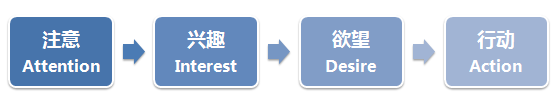 注意
Attention
兴趣
Interest
欲望
Desire
行动
Action